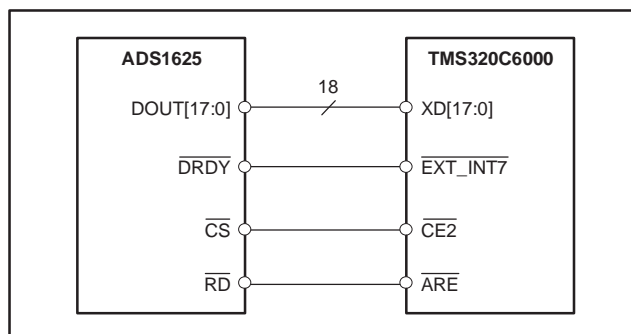 ADS1625 TMS320C6000
18
DOUT[17:0] XD[17:0]
DRDY EXT_INT7
CS CE2
RD ARE